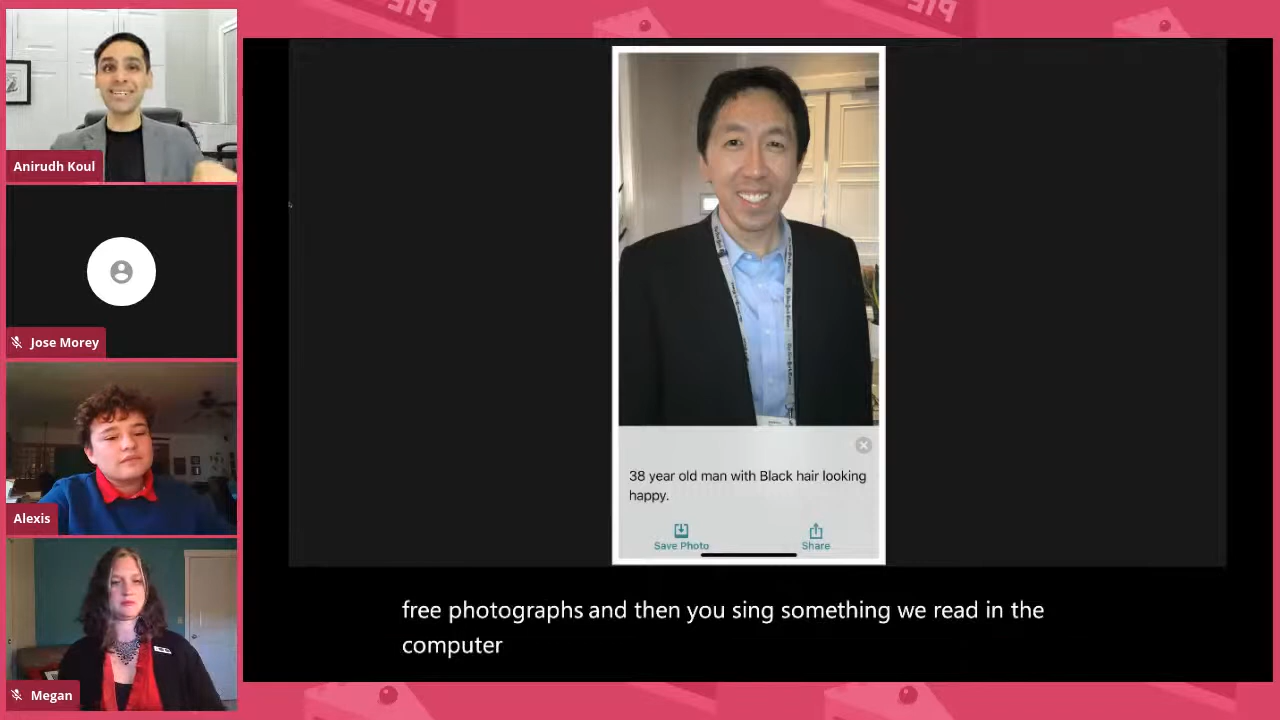 Anirudh Koul
Jose Morey
Alexis
Megan
38 year old man with Black hair looking
happy.
Save Photo
Share
free photographs and then you sing something we read in the
computer